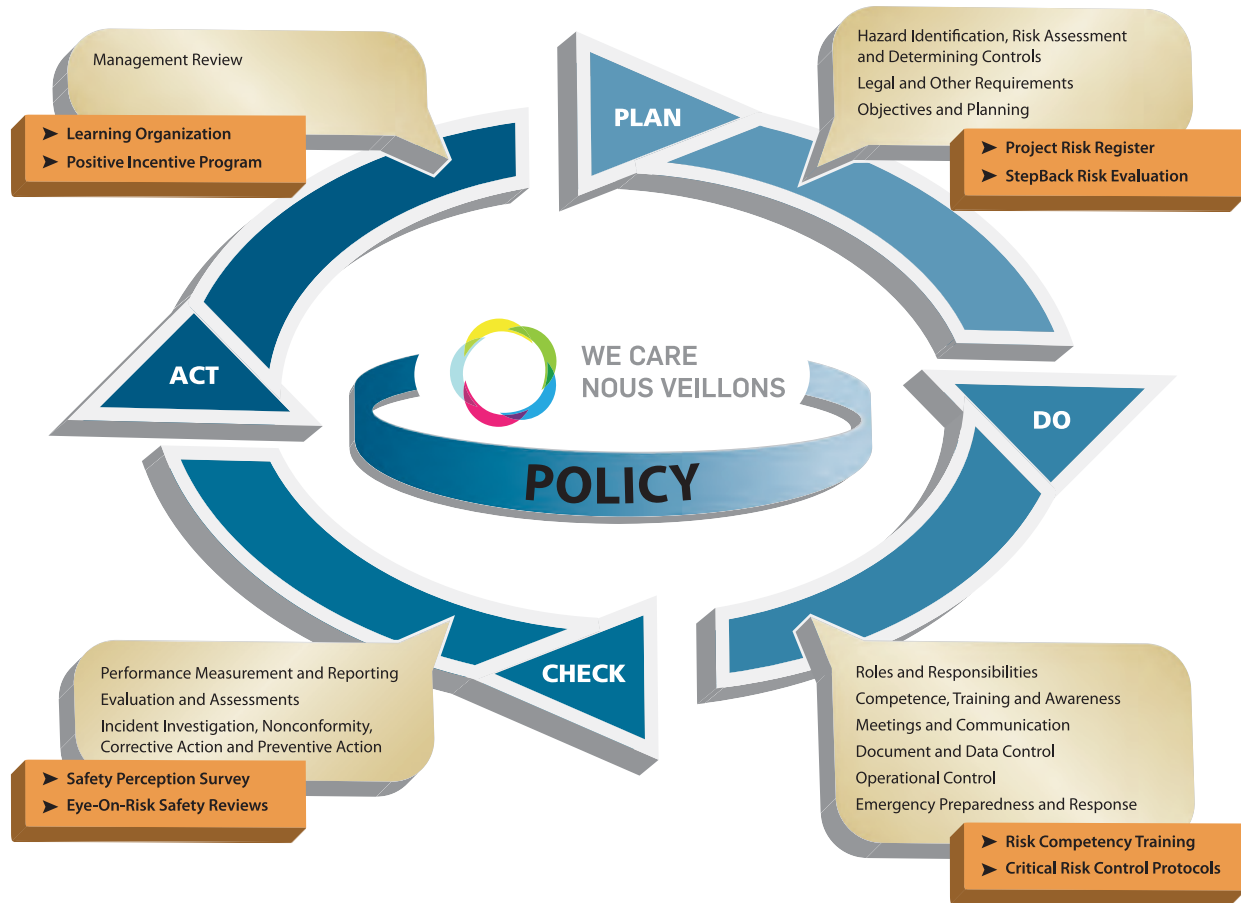 PLAN
Hazard Identification, Risk Assessment
and Determining Controls
Legal and Other Requirements
Objectives and Planning
➤ Project Risk Register
➤ StepBack Risk Evaluation
DO
Roles and Responsibilities
Competence, Training and Awareness
Meetings and Communication
Document and Data Control
Operational Control
Emergency Preparedness and Response
➤ Risk Competency Training
➤ Critical Risk Control Protocols
CHECK
Performance Measurement and Reporting
Evaluation and Assessments
Incident Investigation, Nonconformity,
Corrective Action and Preventive Action
➤ Safety Perception Survey
➤ Eye-On-Risk Safety Reviews
ACT
Management Review
➤ Learning Organization
➤ Positive Incentive Program
WE CARE
NOUS VEILLONS
POLICY